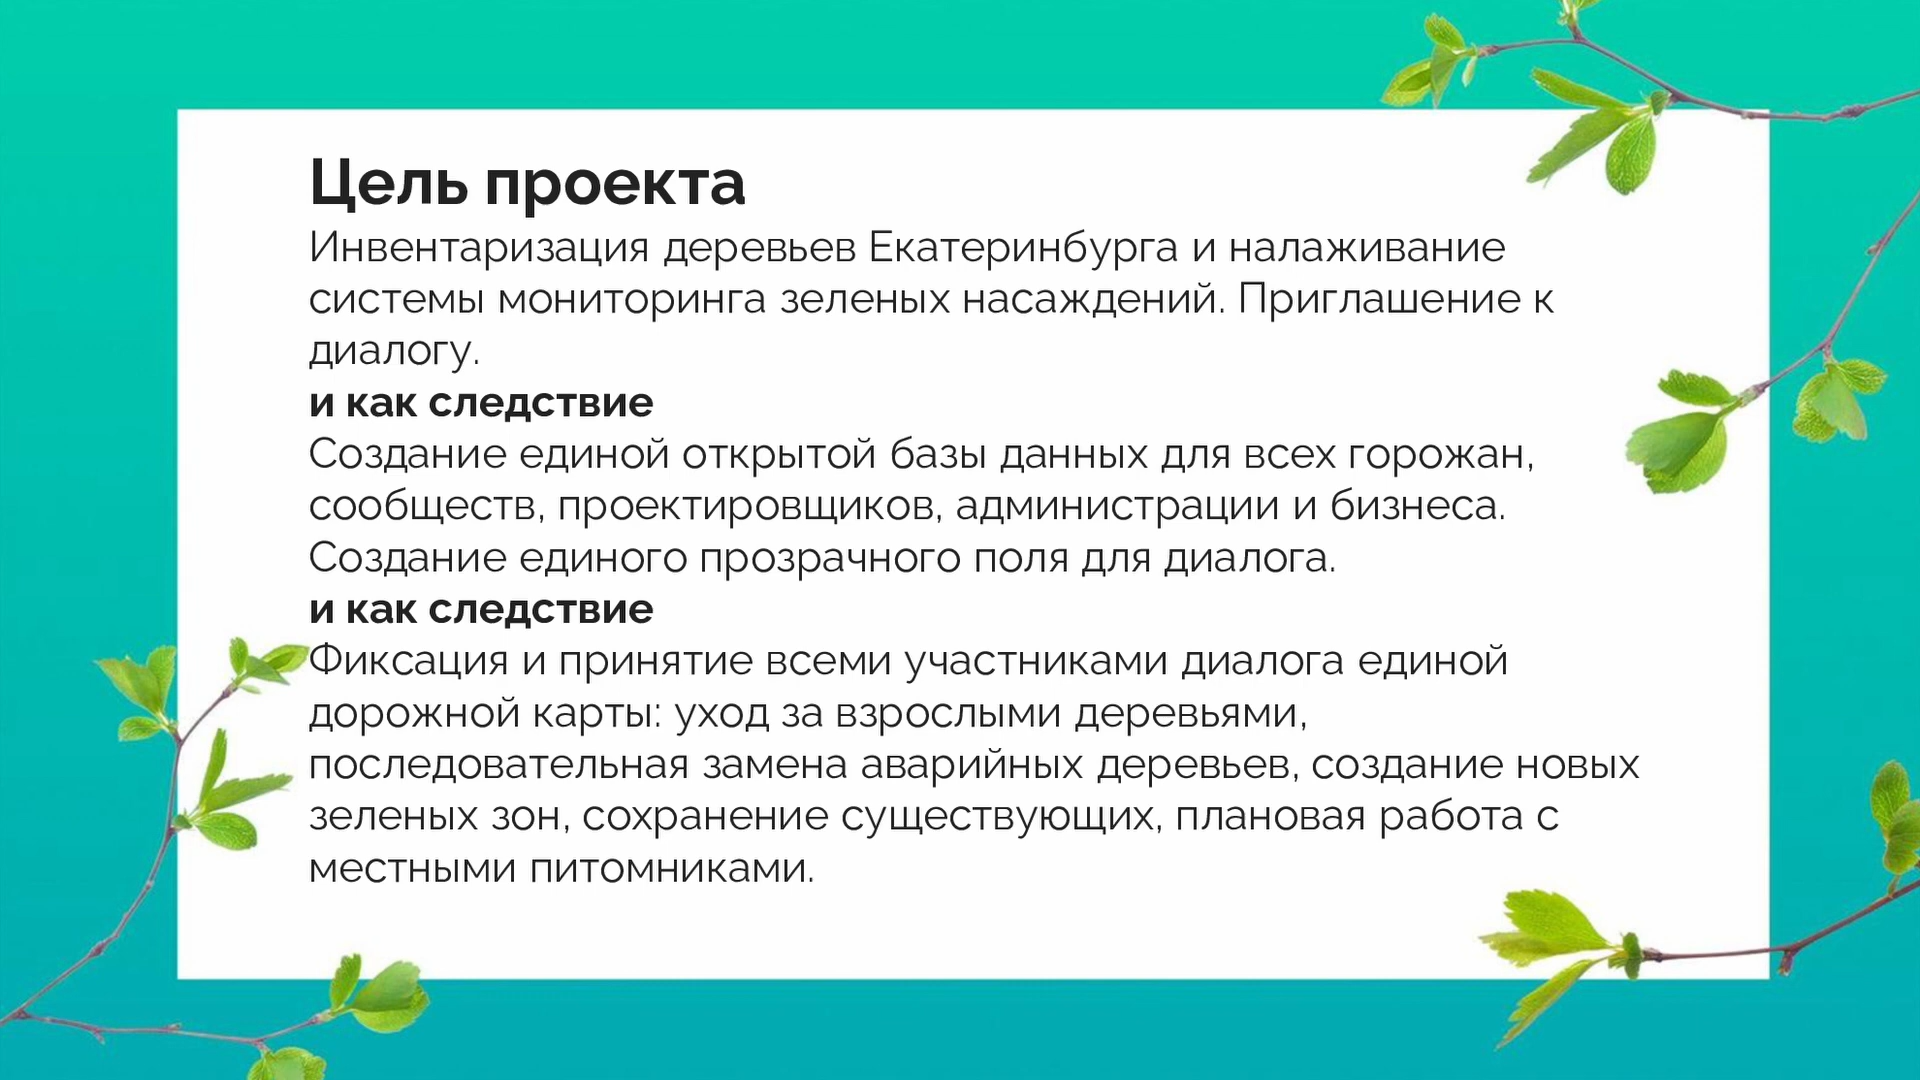 Цель проекта
Инвентаризация деревьев Екатеринбурга и налаживание
системы мониторинга зеленых насаждений. Приглашение к
диалогу.
и как следствие
Создание единой открытой базы данных для всех горожан,
сообществ, проектировщиков, администрации и бизнеса.
Создание единого прозрачного поля для диалога.
и как следствие
Фиксация и принятие всеми участниками диалога единой
дорожной карты: уход за взрослыми деревьями,
последовательная замена аварийных деревьев, создание новых
зеленых зон, сохранение существующих, плановая работа с
местными питомниками.